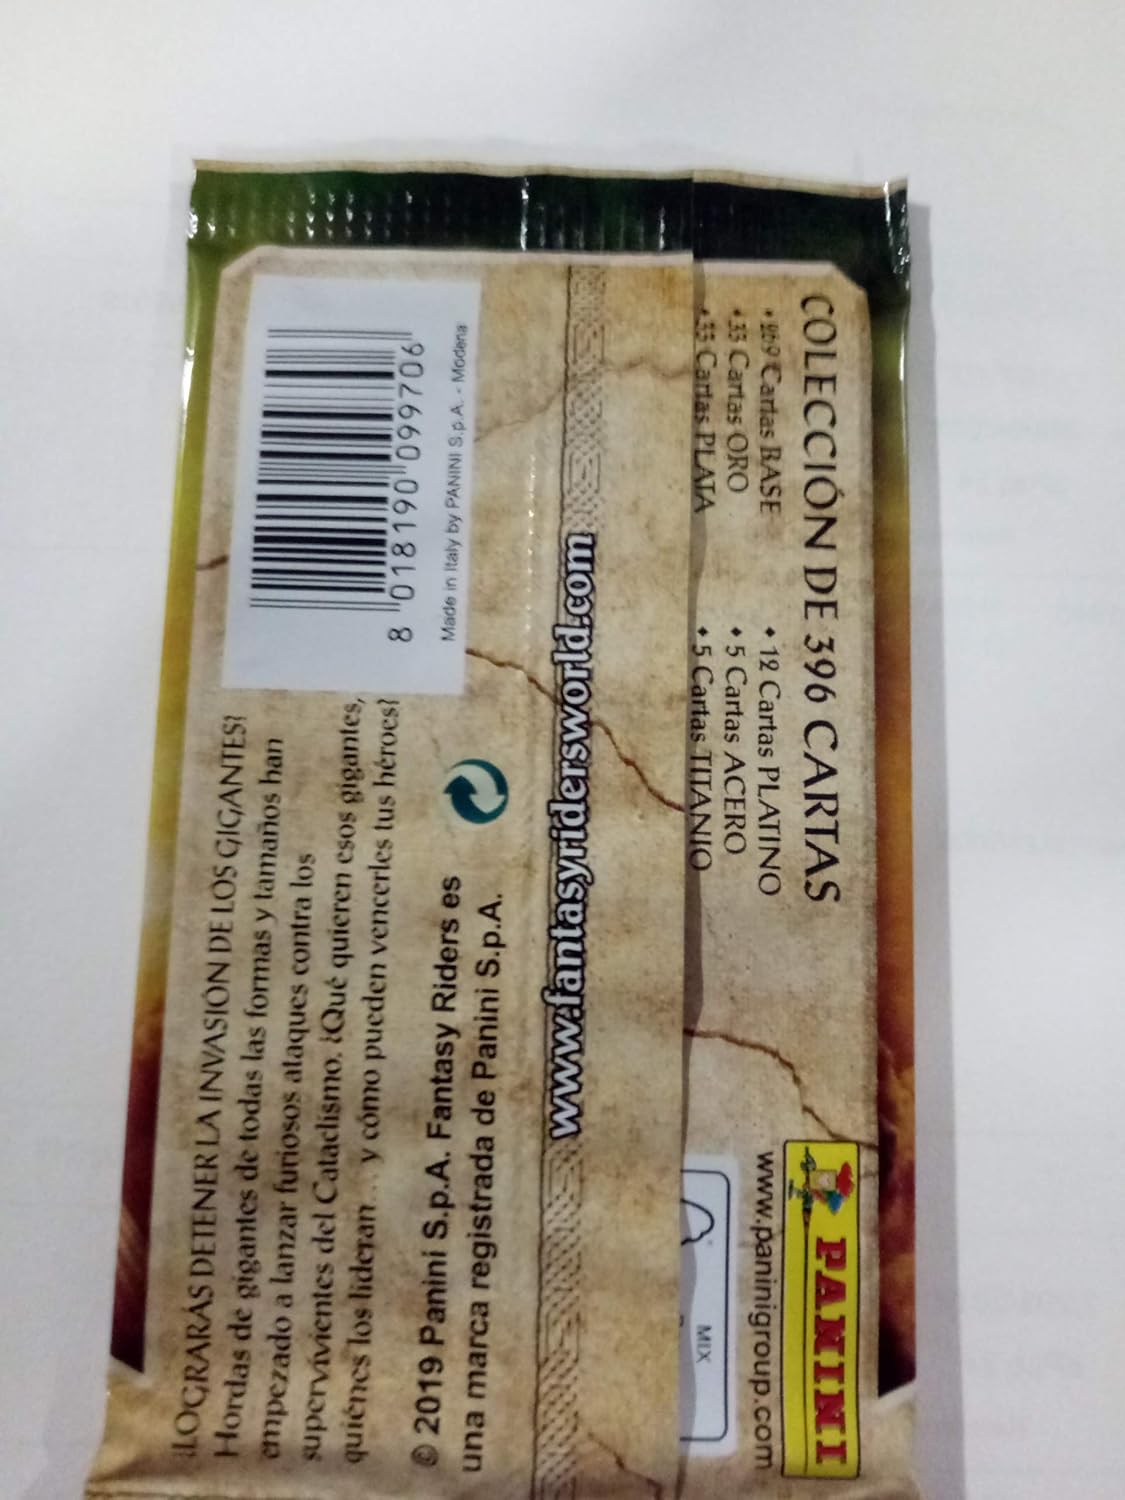 COLECCIÓN DE 396 CARTAS
• Cartas BASE
• 33 Cartas ORO
• 33 Cartas PLATA
♦ 12 Cartas PLATINO
♦ 5 Cartas ACERO
♦ 5 Cartas TITANIO
PANINI
www.paninigroup.com
MIX
www.fantasyridersworld.com
8 018190 099706
Made in Italy by PANINI S.p.A. - Modena
¿LOGRARÁS DETENER LA INVASIÓN DE LOS GIGANTES?
Hordas de gigantes de todas las formas y tamaños han
empezado a lanzar furiosos ataques contra los
supervivientes del Cataclismo. ¿Qué quieren esos gigantes,
quiénes los lideran... y cómo pueden vencerles tus héroes?
© 2019 Panini S.p.A. Fantasy Riders es
una marca registrada de Panini S.p.A.